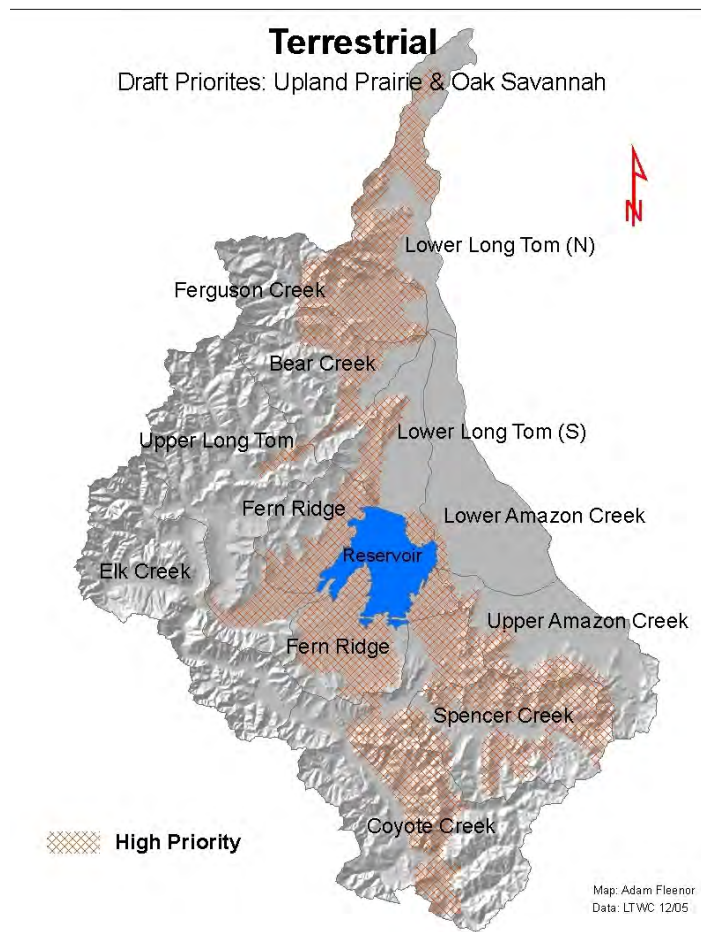 Terrestrial
Draft Priorites: Upland Prairie & Oak Savannah
N
Lower Long Tom (N)
Ferguson Creek
Bear Creek
Lower Long Tom (S)
Upper Long Tom
Fern Ridge
Lower Amazon Creek
Reservoir
Elk Creek
Upper Amazon Creek
Fern Ridge
Spencer Creek
Coyote Creek
High Priority
Map: Adam Fleenor
Data: LTWC 12/05